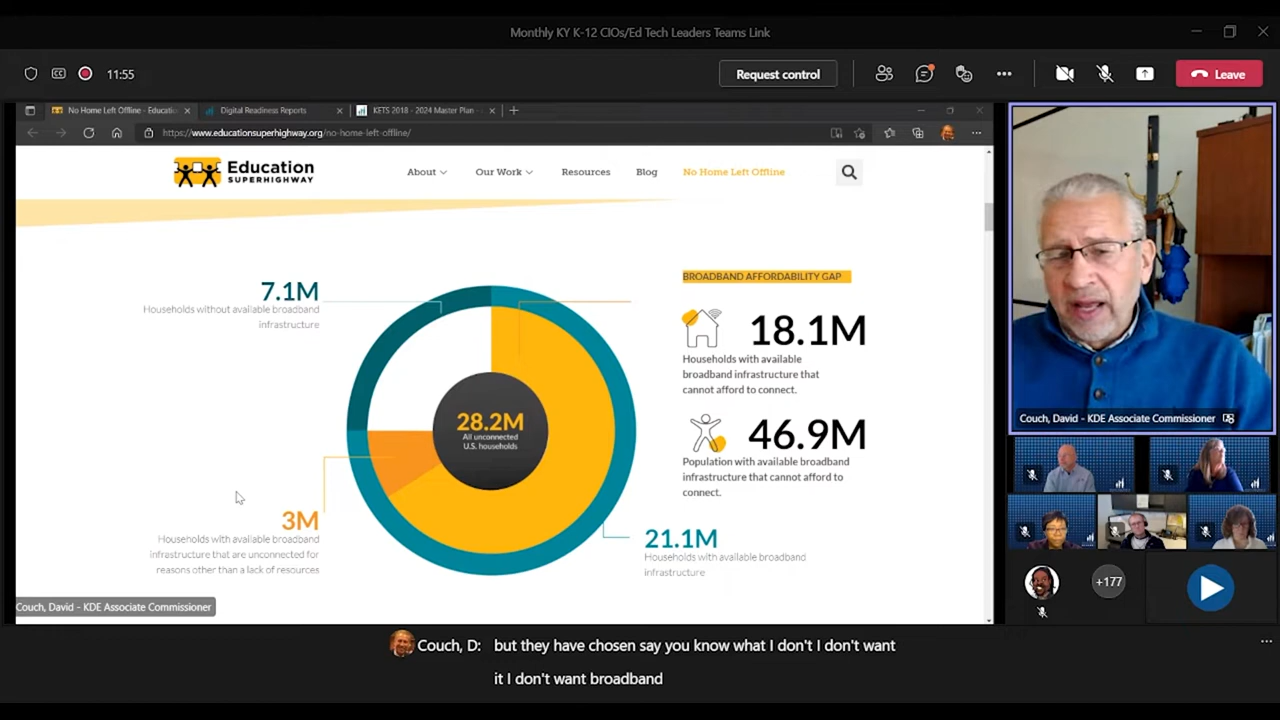 Monthly KY K-12 CIOs/Ed Tech Leaders Teams Link
CC
11:55
Request control
Leave
No Home Left Offline - Educatio
Digital Readiness Reports
KETS 2018 - 2024 Master Plan -
https://www.educationsuperhighway.org/no-home-left-offline/
Education
SUPERHIGHWAY
About
Our Work
Resources
Blog
No Home Left Offline
7.1M
Households without available broadband
infrastructure
28.2M
All unconnected
U.S. households
3M
Households with available broadband
infrastructure that are unconnected for
reasons other than a lack of resources
BROADBAND AFFORDABILITY GAP
18.1M
Households with available
broadband infrastructure that
cannot afford to connect.
46.9M
Population with available broadband
infrastructure that cannot afford to
connect.
21.1M
Households with available broadband
infrastructure
Couch, David - KDE Associate Commissioner
Couch, David - KDE Associate Commissioner
+177
Couch, D: but they have chosen say you know what I don't I don't want
it I don't want broadband